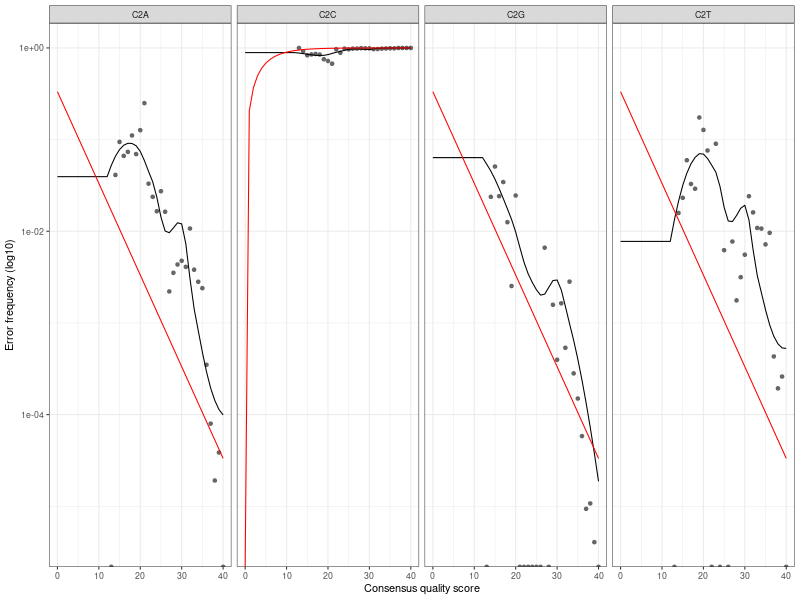 C2A C2C C2G C2T
1e+00
1e-02
1e-04
Error frequency (log10)
0 10 20 30 40 0 10 20 30 40 0 10 20 30 40 0 10 20 30 40
Consensus quality score